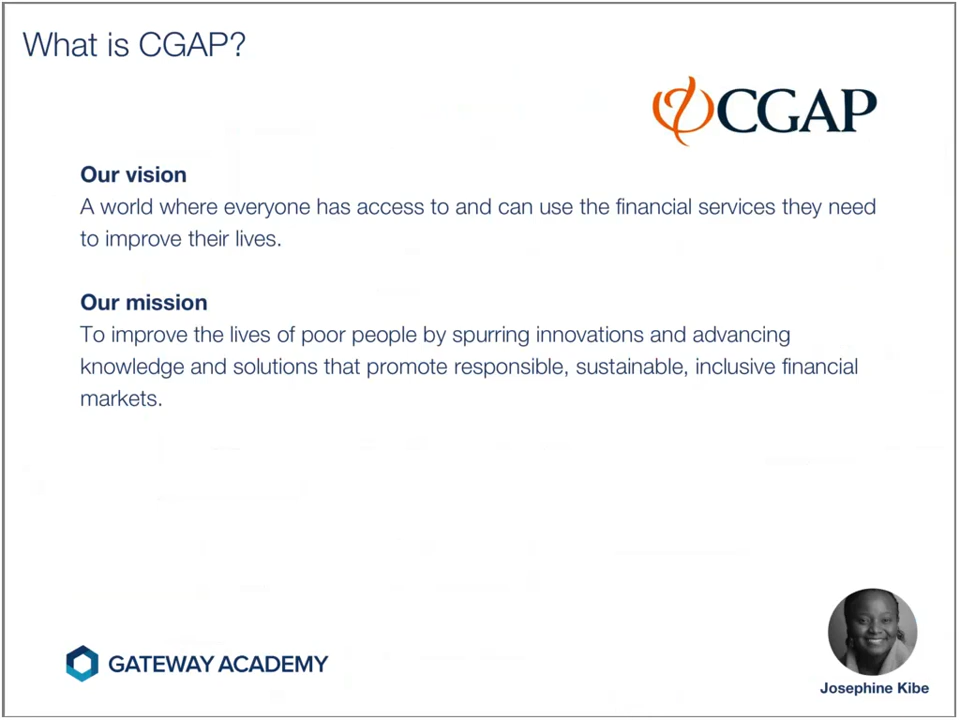 What is CGAP?
CGAP
Our vision
A world where everyone has access to and can use the financial services they need
to improve their lives.
Our mission
To improve the lives of poor people by spurring innovations and advancing
knowledge and solutions that promote responsible, sustainable, inclusive financial
markets.
GATEWAY ACADEMY
Josephine Kibe